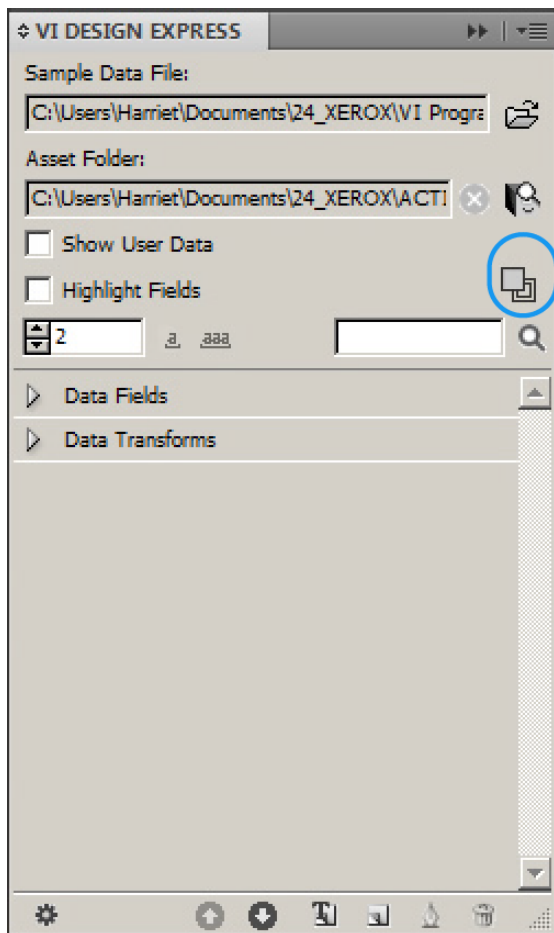 VI DESIGN EXPRESS
Sample Data File:
C:\Users\Harriet\Documents\24_XEROX\VI Progra
Asset Folder:
C:\Users\Harriet\Documents\24_XEROX\ACTI
Show User Data
Highlight Fields
2 a aaa
Data Fields
Data Transforms
T